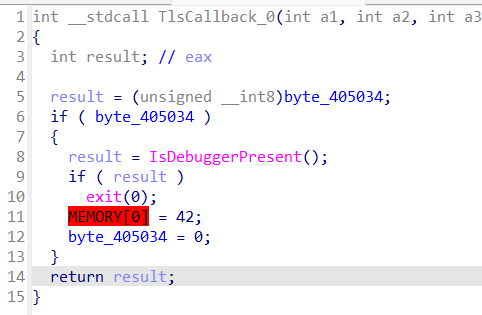 1 int __stdcall TlsCallback_0(int a1, int a2, int a3
2 {
3   int result; // eax
4
5   result = (unsigned __int8)byte_405034;
6   if ( byte_405034 )
7   {
8     result = IsDebuggerPresent();
9     if ( result )
10       exit(0);
11     MEMORY[0] = 42;
12     byte_405034 = 0;
13   }
14   return result;
15 }